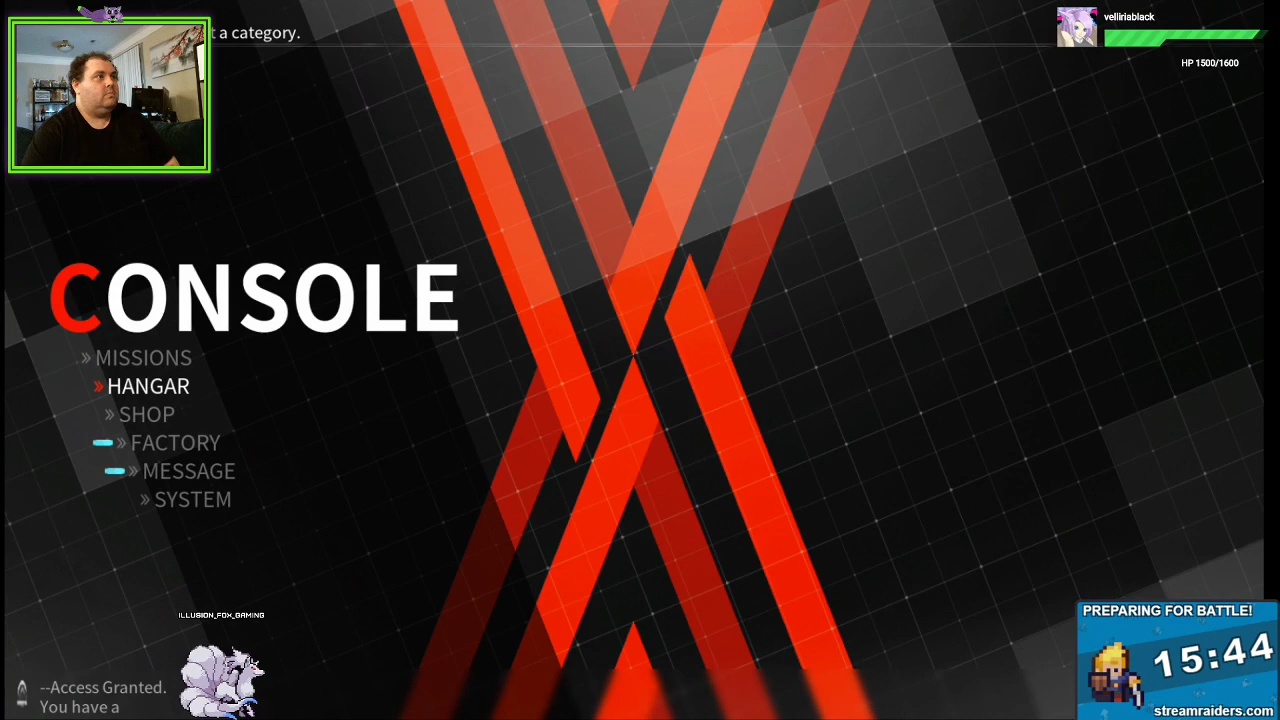 t a category.
velliriablack
HP 1500/1600
CONSOLE
MISSIONS
HANGAR
SHOP
FACTORY
MESSAGE
SYSTEM
ILLUSION_FOX_GAMING
--Access Granted.
You have a
PREPARING FOR BATTLE!
15:44
streamraiders.com